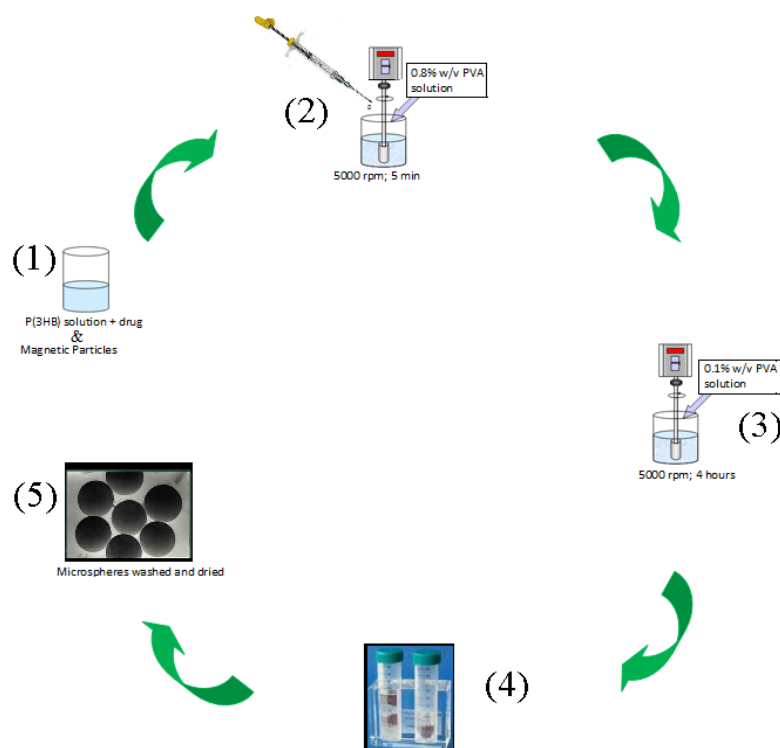 (1)
P(3HB) solution + drug
&
Magnetic Particles
(2)
0.8% w/v PVA
solution
5000 rpm; 5 min
(3)
0.1% w/v PVA
solution
5000 rpm; 4 hours
(4)
(5)
Microspheres washed and dried